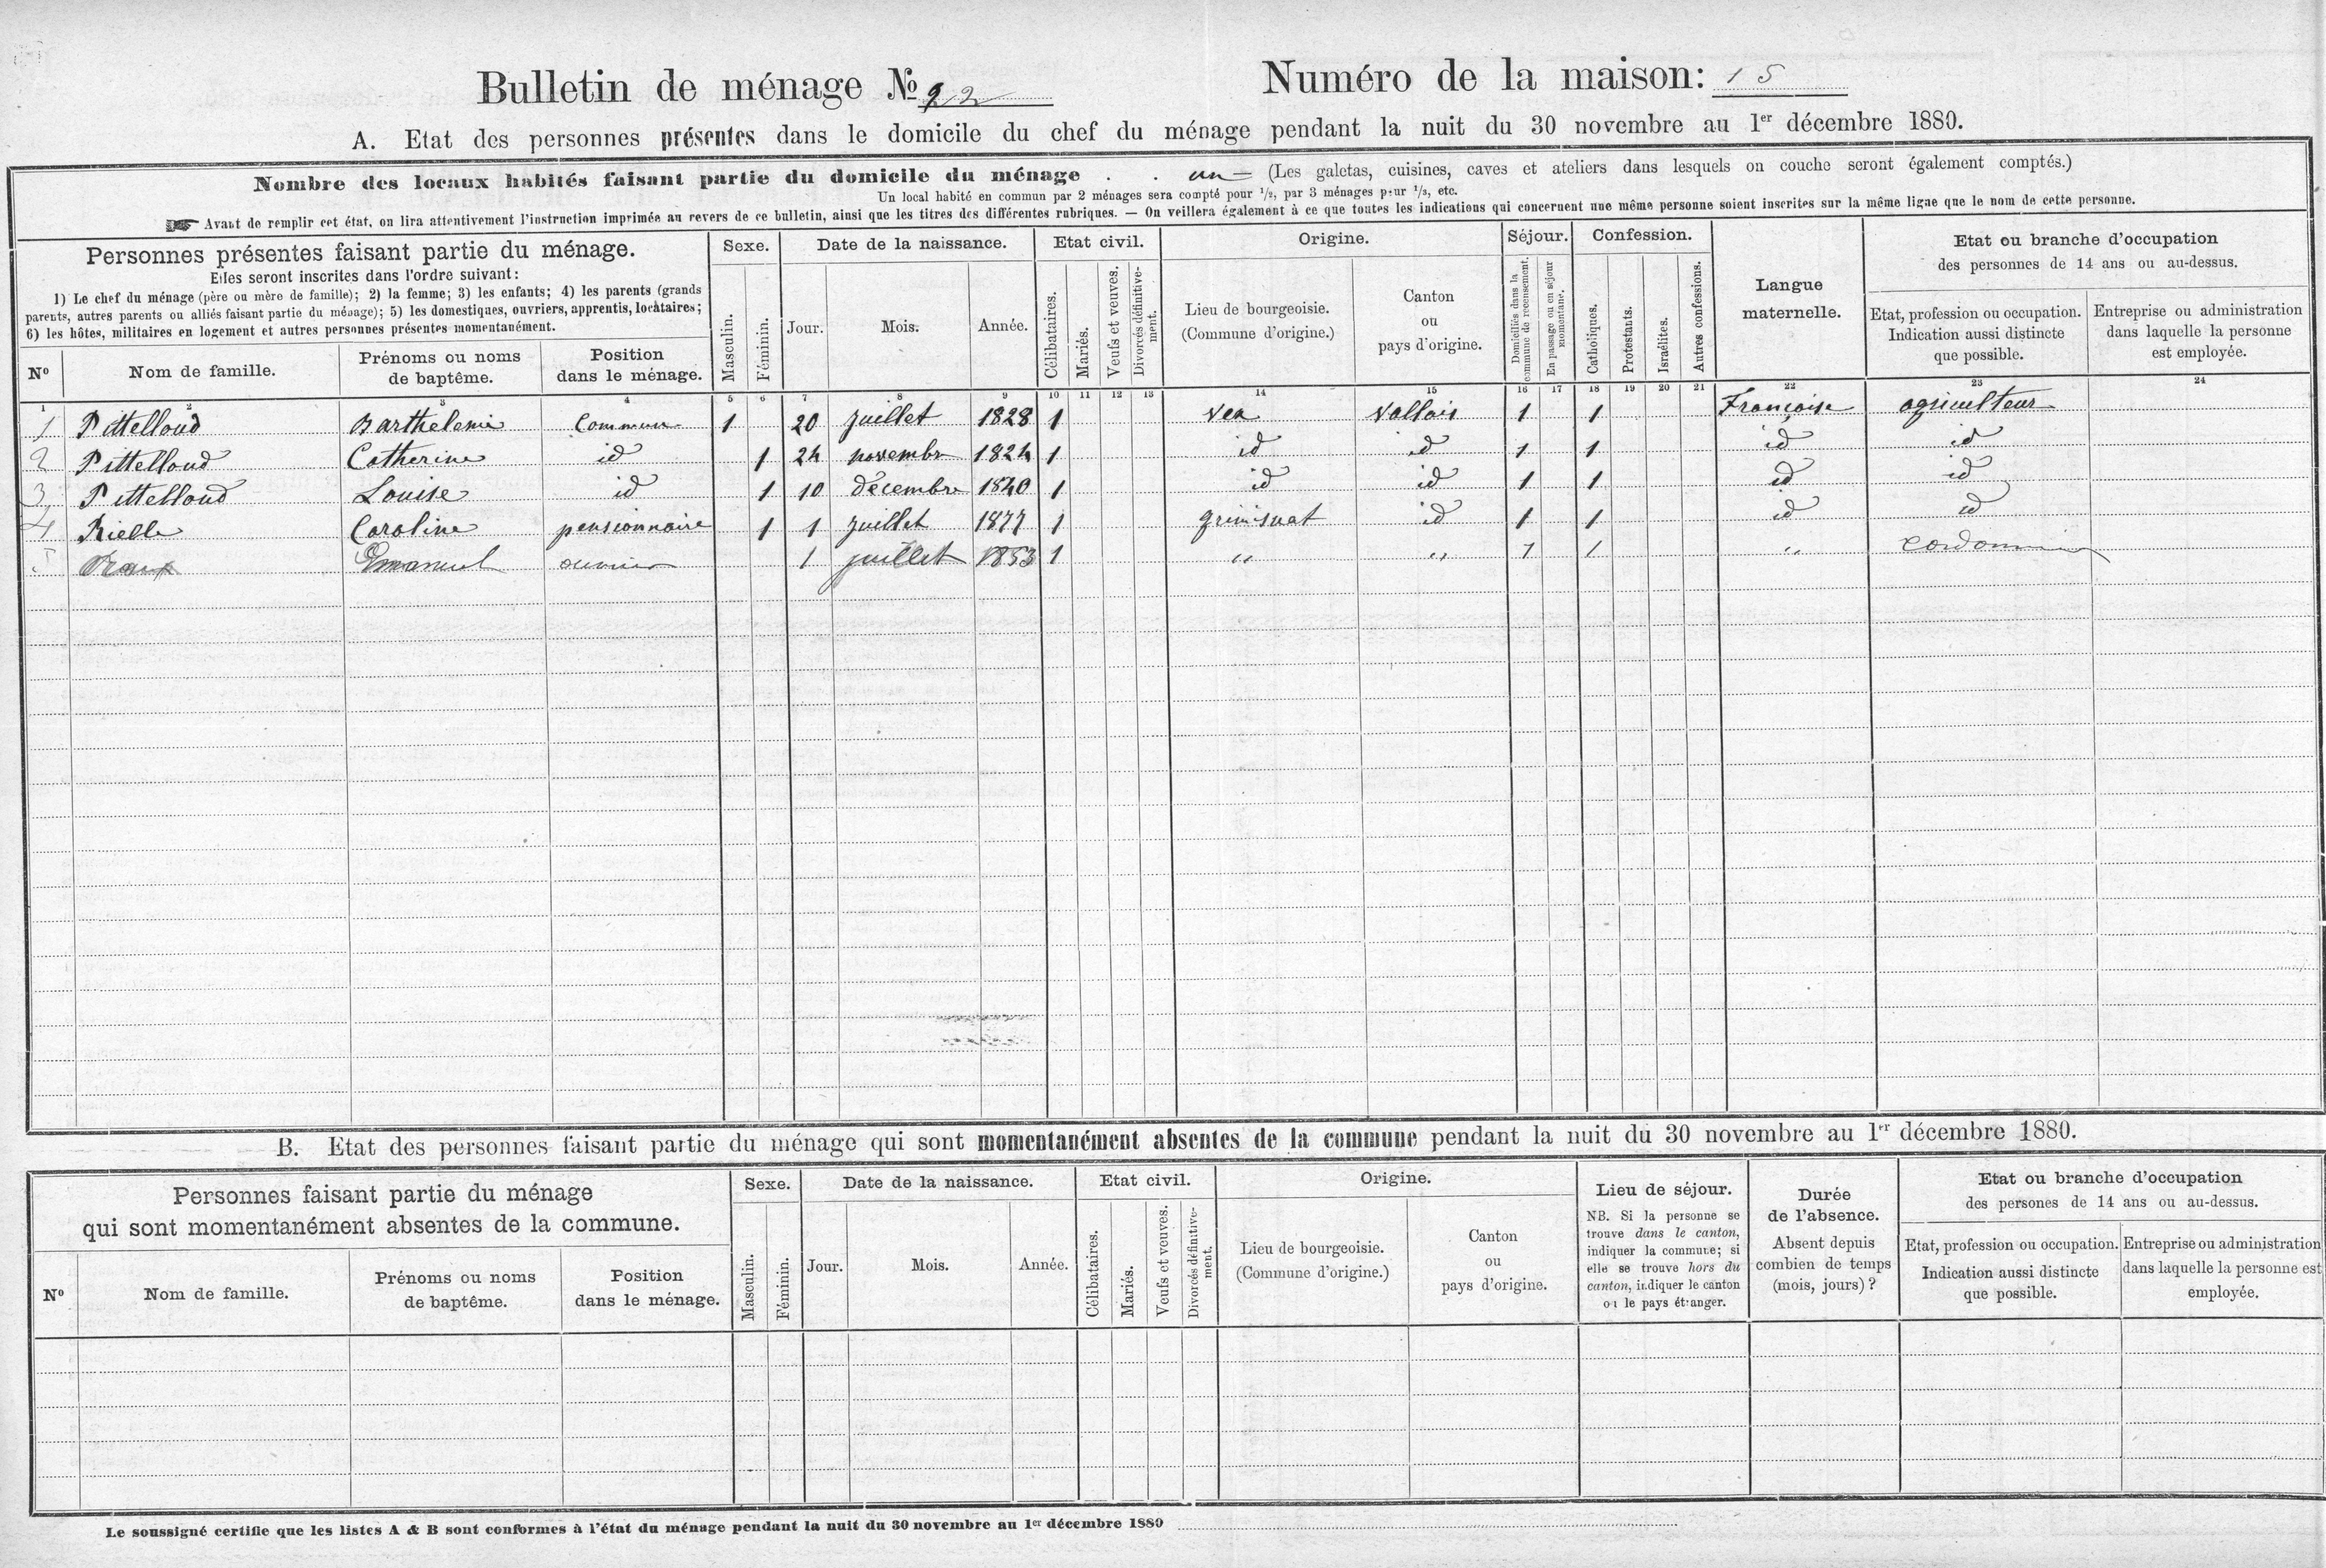 Bulletin de ménage № 22 Numéro de la maison: 15
A. Etat des personnes présentes dans le domicile du chef du ménage pendant la nuit du 30 novembre au 1er décembre 1880.
Nombre des locaux habités faisant partie du domicile du ménage . . un (Les galetas, cuisines, caves et ateliers dans lesquels on couche seront également comptés.)
Un local habité en commun par 2 ménages sera compté pour 1/2, par 3 ménages pour 1/3, etc.
Avant de remplir cet état, on lira attentivement l'instruction imprimée au revers de ce bulletin, ainsi que les titres des différentes rubriques. — On veillera également à ce que toutes les indications qui concernent une même personne soient inscrites sur la même ligne que le nom de cette personne.
Personnes présentes faisant partie du ménage.
Elles seront inscrites dans l'ordre suivant:
1) Le chef du ménage (père ou mère de famille); 2) la femme; 3) les enfants; 4) les parents (grands
parents, autres parents ou alliés faisant partie du ménage); 5) les domestiques, ouvriers, apprentis, locataires;
6) les hôtes, militaires en logement et autres personnes présentes momentanément.
Nº
Nom de famille.
Prénoms ou noms
de baptême.
Position
dans le ménage.
Sexe.
Masculin.
Féminin.
Date de la naissance.
Jour.
Mois.
Année.
Etat civil.
Célibataires.
Mariés.
Veufs et veuves.
Divorcés définitive-
ment.
Origine.
Lieu de bourgeoisie.
(Commune d'origine.)
Canton
ou
pays d'origine.
Séjour.
Domiciliés dans la
commune de recensement.
En passage ou en séjour
momentané.
Confession.
Catholiques.
Protestants.
Israélites.
Autres confessions.
Langue
maternelle.
Etat ou branche d'occupation
des personnes de 14 ans ou au-dessus.
Etat, profession ou occupation.
Indication aussi distincte
que possible.
Entreprise ou administration
dans laquelle la personne
est employée.
1 2 3 4 5 6 7 8 9 10 11 12 13 14 15 16 17 18 19 20 21 22 23 24
1 Pittelloud Barthelemi Commun 1 20 juillet 1828 1 Vex Vallais 1 1 Françoise agriculteur
2 Pittelloud Catherine id 1 24 novembre 1824 1 id id 1 1 id id
3 Pittelloud Louise id 1 10 décembre 1840 1 id id 1 1 id id
4 Rielle Caroline pensionnaire 1 1 juillet 1877 1 grimisuat id 1 1 id id
5 Emanuel ouvrier 1 juillet 1853 1 " " 1 1 " cordonnier
B. Etat des personnes faisant partie du ménage qui sont momentanément absentes de la commune pendant la nuit du 30 novembre au 1er décembre 1880.
Personnes faisant partie du ménage
qui sont momentanément absentes de la commune.
Nº
Nom de famille.
Prénoms ou noms
de baptême.
Position
dans le ménage.
Sexe.
Masculin.
Féminin.
Date de la naissance.
Jour.
Mois.
Année.
Etat civil.
Célibataires.
Mariés.
Veufs et veuves.
Divorcés définitive-
ment.
Origine.
Lieu de bourgeoisie.
(Commune d'origine.)
Canton
ou
pays d'origine.
Lieu de séjour.
NB. Si la personne se
trouve dans le canton,
indiquer la commune; si
elle se trouve hors du
canton, indiquer le canton
ou le pays étranger.
Durée
de l'absence.
Absent depuis
combien de temps
(mois, jours) ?
Etat ou branche d'occupation
des persones de 14 ans ou au-dessus.
Etat, profession ou occupation.
Indication aussi distincte
que possible.
Entreprise ou administration
dans laquelle la personne est
employée.
Le soussigné certifie que les listes A & B sont conformes à l'état du ménage pendant la nuit du 30 novembre au 1er décembre 1880